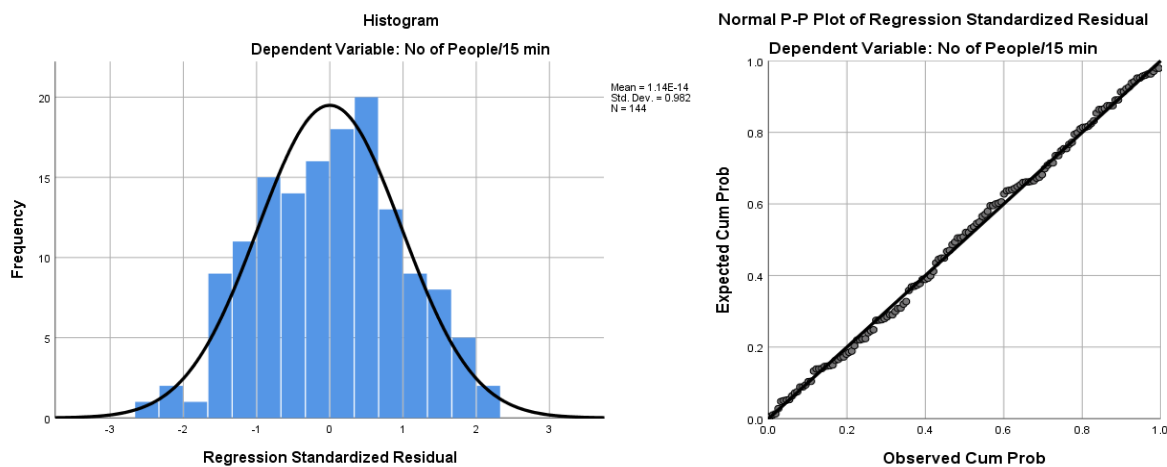 Histogram
Dependent Variable: No of People/15 min
Mean = 1.14E-14
Std. Dev. = 0.982
N = 144
20
15
10
5
0
Frequency
-3
-2
-1
0
1
2
3
Regression Standardized Residual
Normal P-P Plot of Regression Standardized Residual
Dependent Variable: No of People/15 min
1.0
0.8
0.6
0.4
0.2
0.0
Expected Cum Prob
0.0
0.2
0.4
0.6
0.8
1.0
Observed Cum Prob